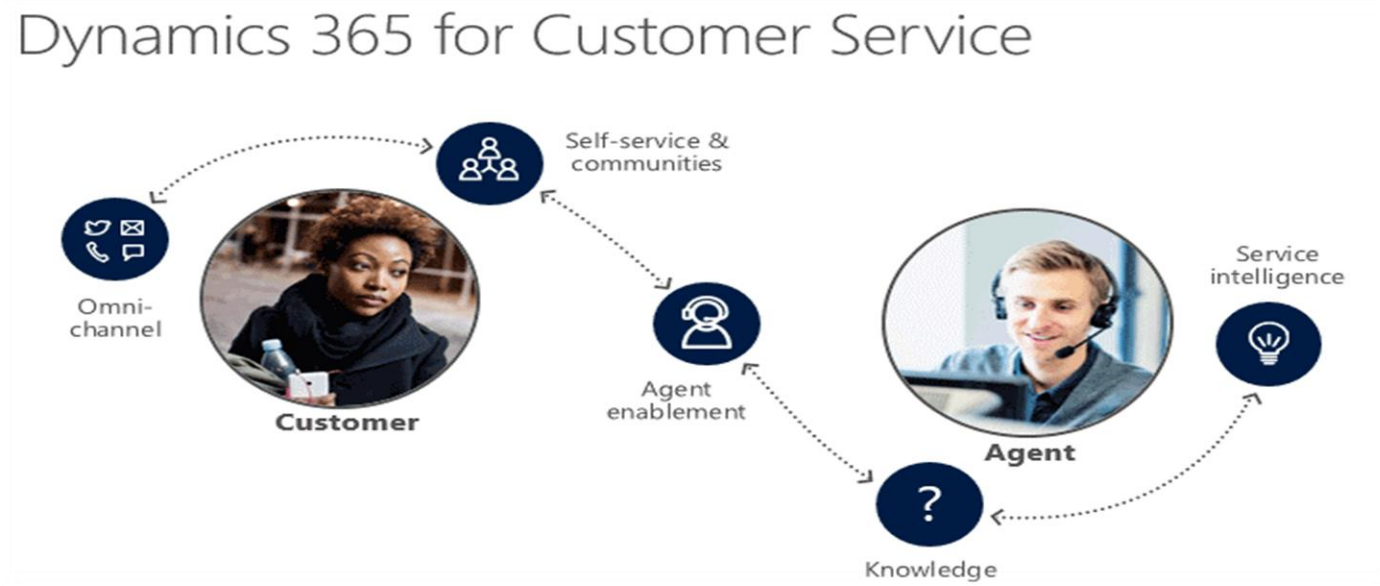 Dynamics 365 for Customer Service
Self-service &
communities
Omni-
channel
Customer
Agent
enablement
Service
intelligence
Agent
?
Knowledge